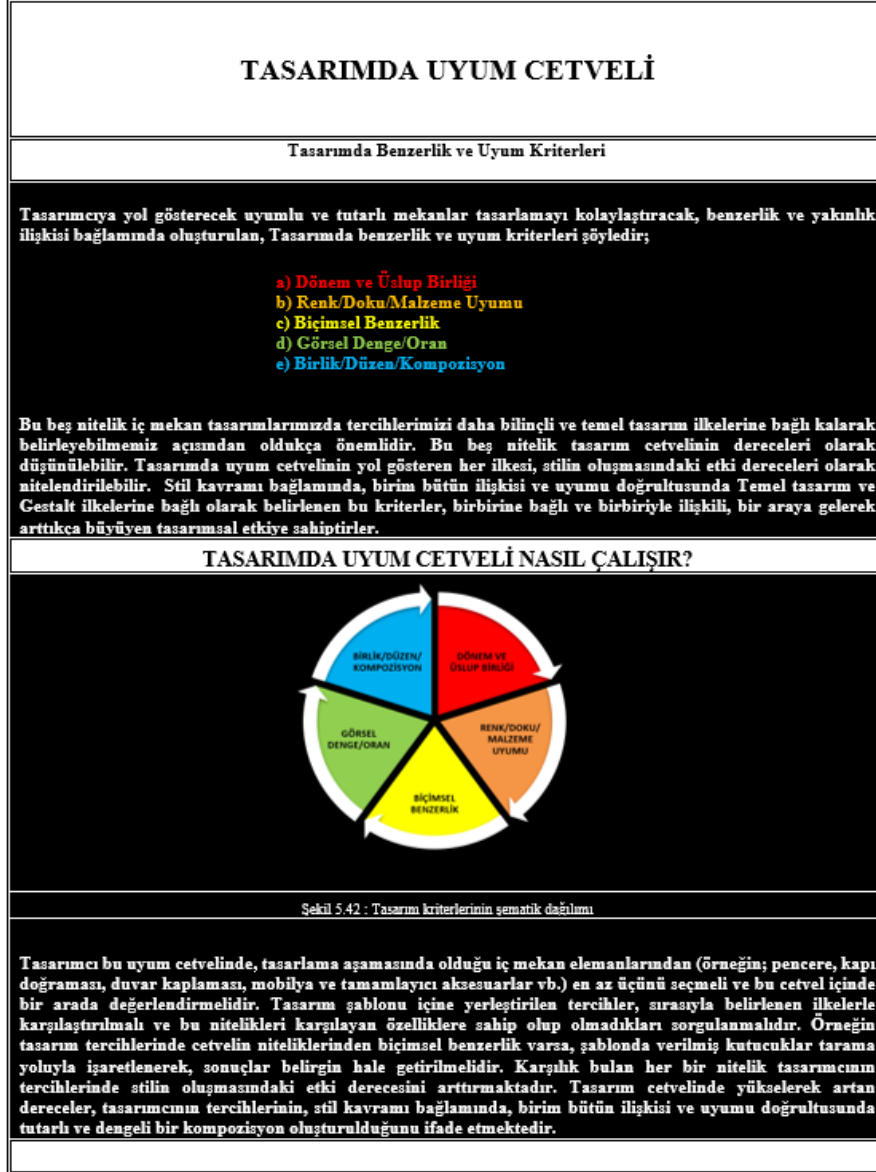 TASARIMDA UYUM CETVELİ
Tasarımda Benzerlik ve Uyum Kriterleri
Tasarımcıya yol gösterecek uyumlu ve tutarlı mekanlar tasarlamayı kolaylaştıracak, benzerlik ve yakınlık
ilişkisi bağlamında oluşturulan, Tasarımda benzerlik ve uyum kriterleri şöyledir;
a) Dönem ve Üslup Birliği
b) Renk/Doku/Malzeme Uyumu
c) Biçimsel Benzerlik
d) Görsel Denge/Oran
e) Birlik/Düzen/Kompozisyon
Bu beş nitelik iç mekan tasarımlarımızda tercihlerimizi daha bilinçli ve temel tasarım ilkelerine bağlı kalarak
belirleyebilmemiz açısından oldukça önemlidir. Bu beş nitelik tasarım cetvelinin dereceleri olarak
düşünülebilir. Tasarımda uyum cetvelinin yol gösteren her ilkesi, stilin oluşmasındaki etki dereceleri olarak
nitelendirilebilir. Stil kavramı bağlamında, birim bütün ilişkisi ve uyumu doğrultusunda Temel tasarım ve
Gestalt ilkelerine bağlı olarak belirlenen bu kriterler, birbirine bağlı ve birbiriyle ilişkili, bir araya gelerek
arttıkça büyüyen tasarımsal etkiye sahiptirler.
TASARIMDA UYUM CETVELİ NASIL ÇALIŞIR?
BİRLİK/DÜZEN/
KOMPOZİSYON
DÖNEM VE
ÜSLUP BİRLİĞİ
GÖRSEL
DENGE/ORAN
RENK/DOKU/
MALZEME
UYUMU
BİÇİMSEL
BENZERLİK
Şekil 5.42 : Tasarım kriterlerinin şematik dağılımı
Tasarımcı bu uyum cetvelinde, tasarlama aşamasında olduğu iç mekan elemanlarından (örneğin; pencere, kapı
doğraması, duvar kaplaması, mobilya ve tamamlayıcı aksesuarlar vb.) en az üçünü seçmeli ve bu cetvel içinde
bir arada değerlendirmelidir. Tasarım şablonu içine yerleştirilen tercihler, sırasıyla belirlenen ilkelerle
karşılaştırılmalı ve bu nitelikleri karşılayan özelliklere sahip olup olmadıkları sorgulanmalıdır. Örneğin
tasarım tercihlerinde cetvelin niteliklerinden biçimsel benzerlik varsa, şablonda verilmiş kutucuklar tarama
yoluyla işaretlenerek, sonuçlar belirgin hale getirilmelidir. Karşılık bulan her bir nitelik tasarımcının
tercihlerinde stilin oluşmasındaki etki derecesini arttırmaktadır. Tasarım cetvelinde yükselerek artan
dereceler, tasarımcının tercihlerinin, stil kavramı bağlamında, birim bütün ilişkisi ve uyumu doğrultusunda
tutarlı ve dengeli bir kompozisyon oluşturulduğunu ifade etmektedir.